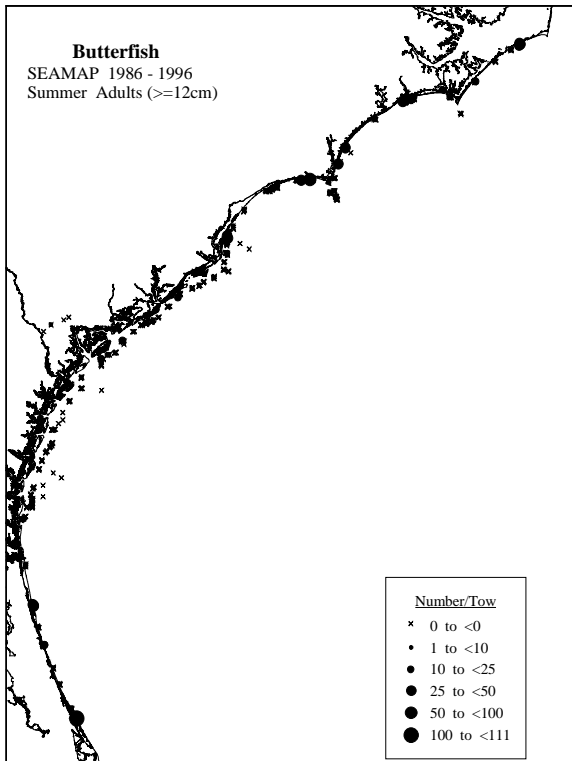 Butterfish
SEAMAP 1986 - 1996
Summer Adults (>=12cm)
Number/Tow
0 to <0
1 to <10
10 to <25
25 to <50
50 to <100
100 to <111